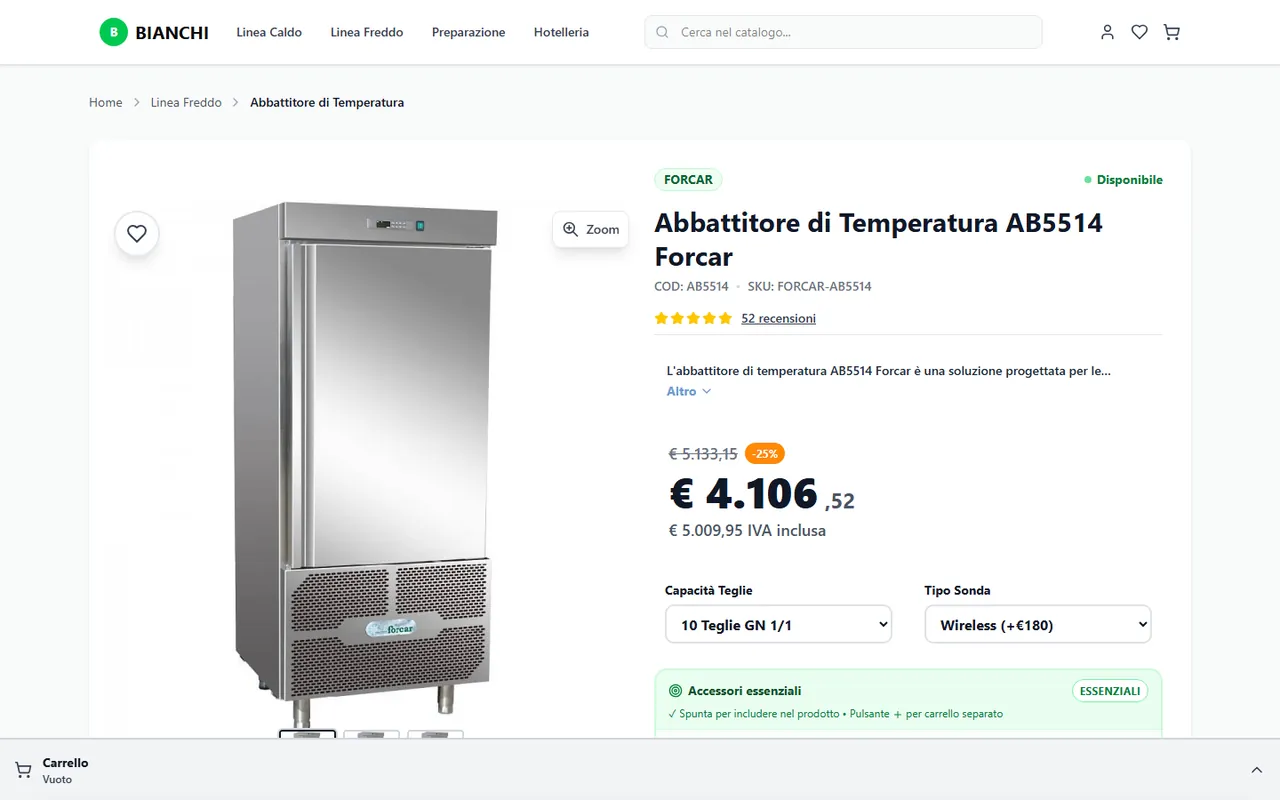 B BIANCHI Linea Caldo Linea Freddo Preparazione Hotelleria Cerca nel catalogo...
Home > Linea Freddo > Abbattitore di Temperatura
Zoom
forcar
FORCAR
Disponibile
Abbattitore di Temperatura AB5514
Forcar
COD: AB5514 • SKU: FORCAR-AB5514
52 recensioni
L'abbattitore di temperatura AB5514 Forcar è una soluzione progettata per le...
Altro
€ 5.133,15 -25%
€ 4.106 ,52
€ 5.009,95 IVA inclusa
Capacità Teglie
10 Teglie GN 1/1
Tipo Sonda
Wireless (+€180)
Accessori essenziali
ESSENZIALI
✓ Spunta per includere nel prodotto • Pulsante + per carrello separato
Carrello
Vuoto